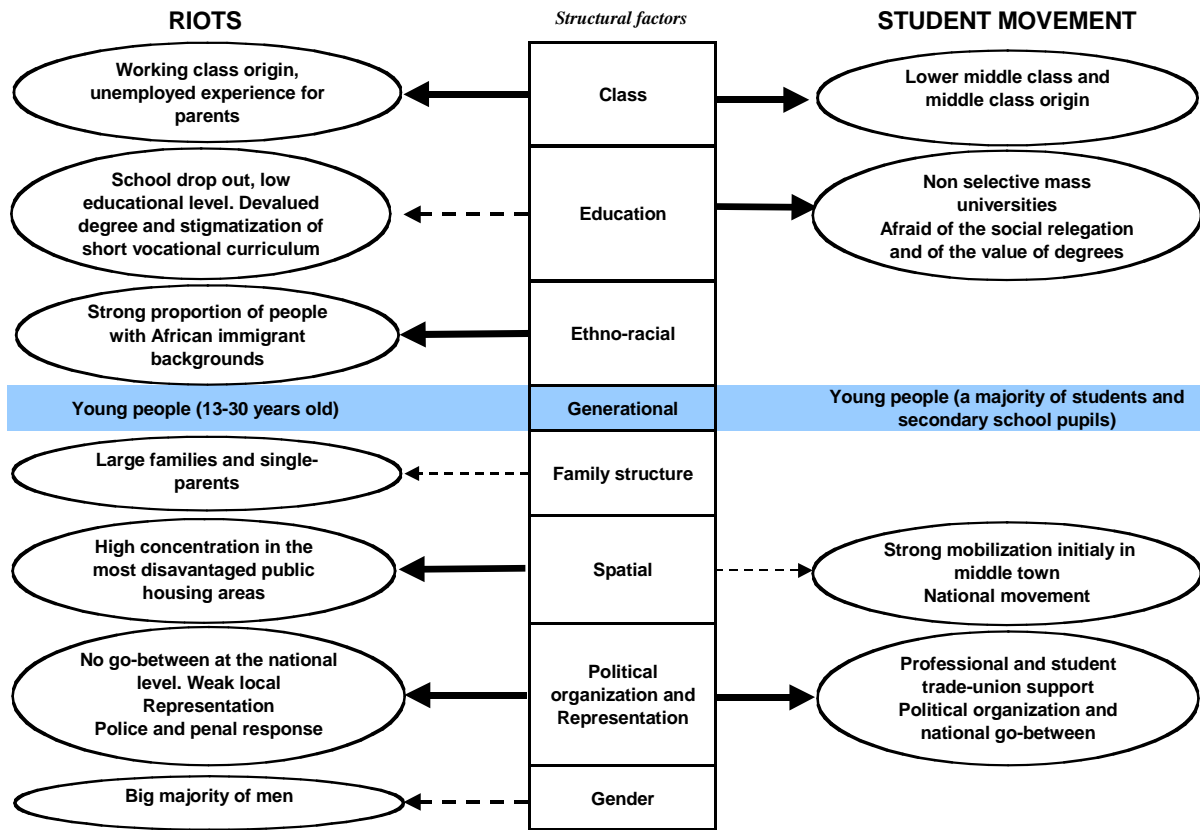 RIOTS
Structural factors
STUDENT MOVEMENT
Working class origin,
unemployed experience for
parents
Class
Lower middle class and
middle class origin
School drop out, low
educational level. Devalued
degree and stigmatization of
short vocational curriculum
Education
Non selective mass
universities
Afraid of the social relegation
and of the value of degrees
Strong proportion of people
with African immigrant
backgrounds
Ethno-racial
Young people (13-30 years old)
Generational
Young people (a majority of students and
secondary school pupils)
Large families and single-
parents
Family structure
High concentration in the
most disavantaged public
housing areas
Spatial
Strong mobilization initialy in
middle town
National movement
No go-between at the national
level. Weak local
Representation
Police and penal response
Political
organization and
Representation
Professional and student
trade-union support
Political organization and
national go-between
Big majority of men
Gender